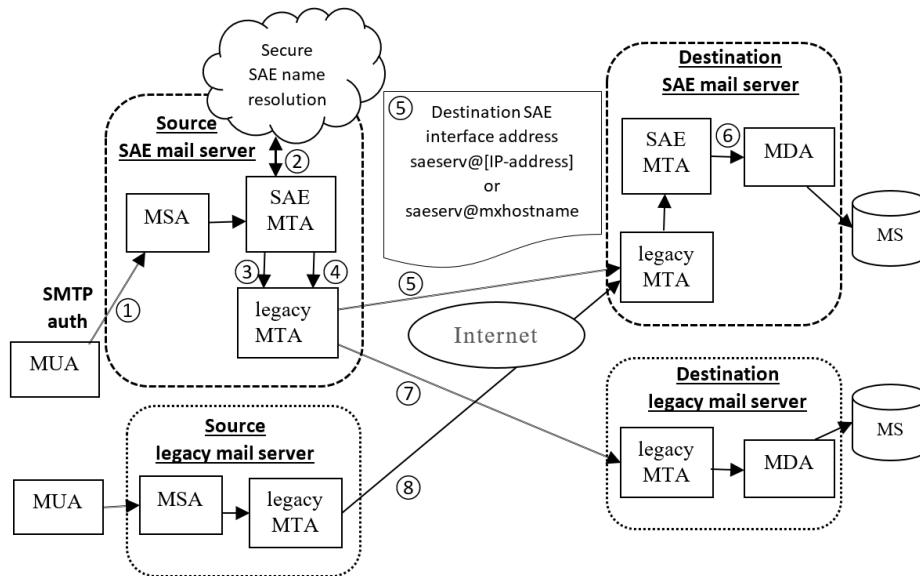 Secure
SAE name
resolution
Source
SAE mail server
②
MSA
SAE
MTA
③
④
legacy
MTA
SMTP
auth
①
MUA
⑤
Destination SAE
interface address
saeserv@[IP-address]
or
saeserv@mxhostname
⑤
Internet
⑦
⑧
Destination
SAE mail server
SAE
MTA
⑥
MDA
MS
legacy
MTA
Source
legacy mail server
MUA
MSA
legacy
MTA
Destination
legacy mail server
legacy
MTA
MDA
MS